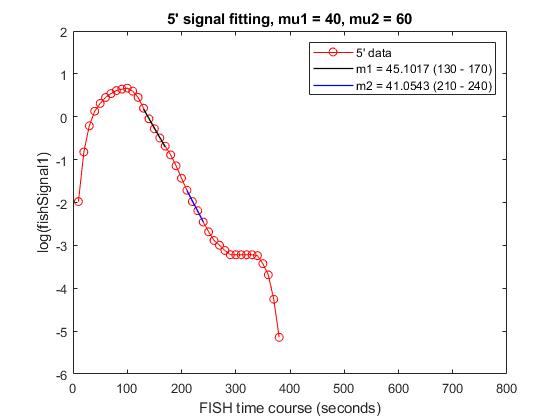 5' signal fitting, mu1 = 40, mu2 = 60
5' data
m1 = 45.1017 (130 - 170)
m2 = 41.0543 (210 - 240)
log(fishSignal1)
2
1
0
-1
-2
-3
-4
-5
-6
0 100 200 300 400 500 600 700 800
FISH time course (seconds)